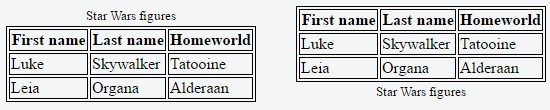 Star Wars figures
First name Last name Homeworld
Luke Skywalker Tatooine
Leia Organa Alderaan
First name Last name Homeworld
Luke Skywalker Tatooine
Leia Organa Alderaan
Star Wars figures